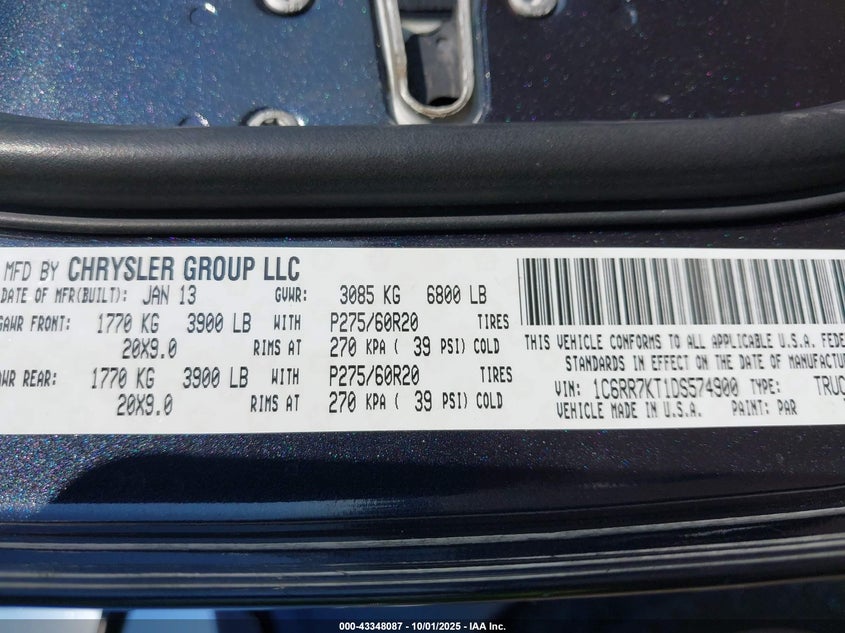 MFD BY CHRYSLER GROUP LLC
DATE OF MFR(BUILT): JAN 13 GVWR: 3085 KG 6800 LB
GAWR FRONT: 1770 KG 3900 LB WITH P275/60R20 TIRES
20X9.0 RIMS AT 270 KPA ( 39 PSI) COLD
REAR: 1770 KG 3900 LB WITH P275/60R20 TIRES
20X9.0 RIMS AT 270 KPA ( 39 PSI) COLD
THIS VEHICLE CONFORMS TO ALL APPLICABLE U.S.A.
STANDARDS IN EFFECT ON THE DATE OF
VIN: 1C6RR7KT1DS574900 TYPE:
VEHICLE MADE IN U.S.A. PAINT: PAR
000-43348087 - 10/01/2025 - IAA Inc.